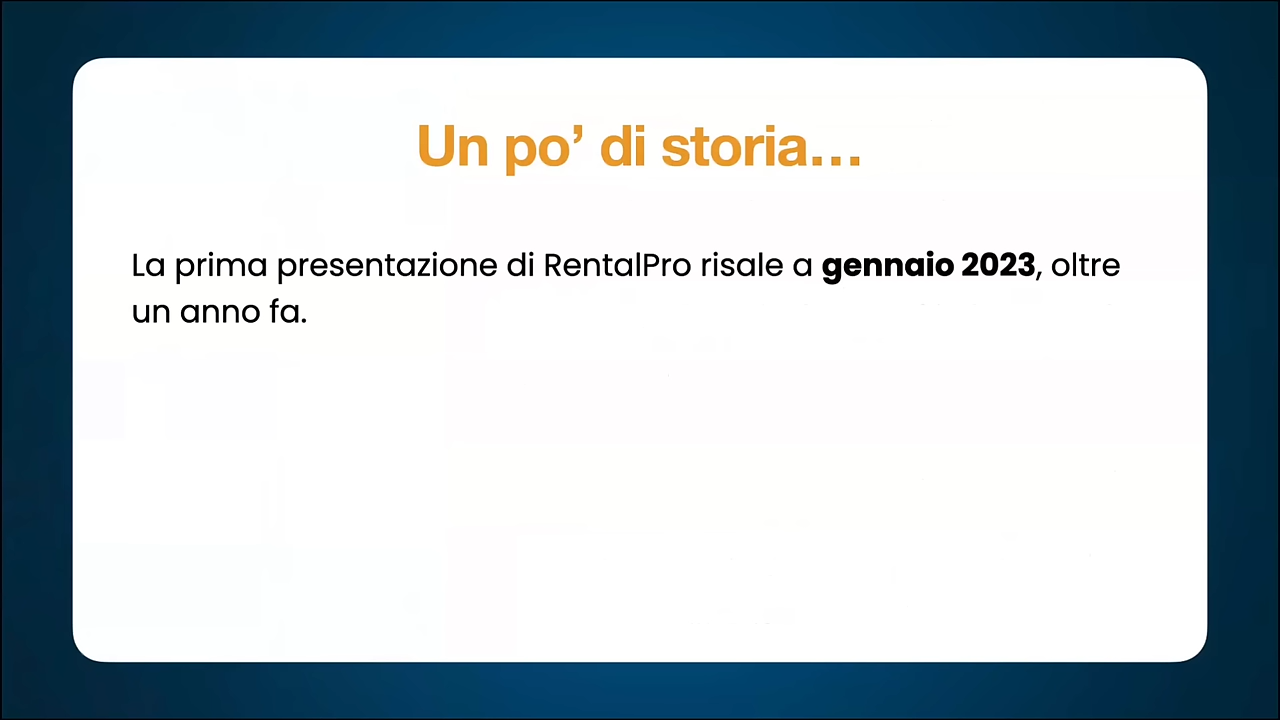 Un po’ di storia…
La prima presentazione di RentalPro risale a gennaio 2023, oltre
un anno fa.